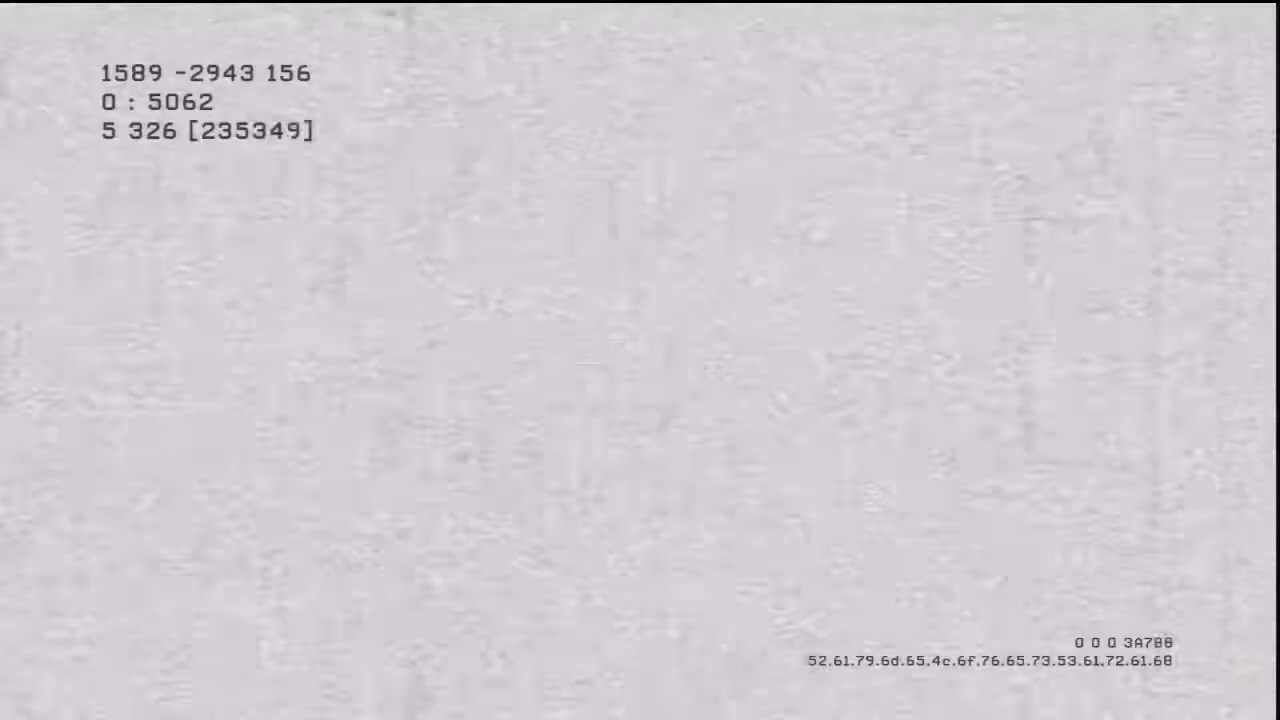 1589 -2943 156
0 : 5062
5 326 [235349]
0 0 0 3A7BB
52.61.79.6d.65.4c.6f.76.65.73.53.61.72.61.68